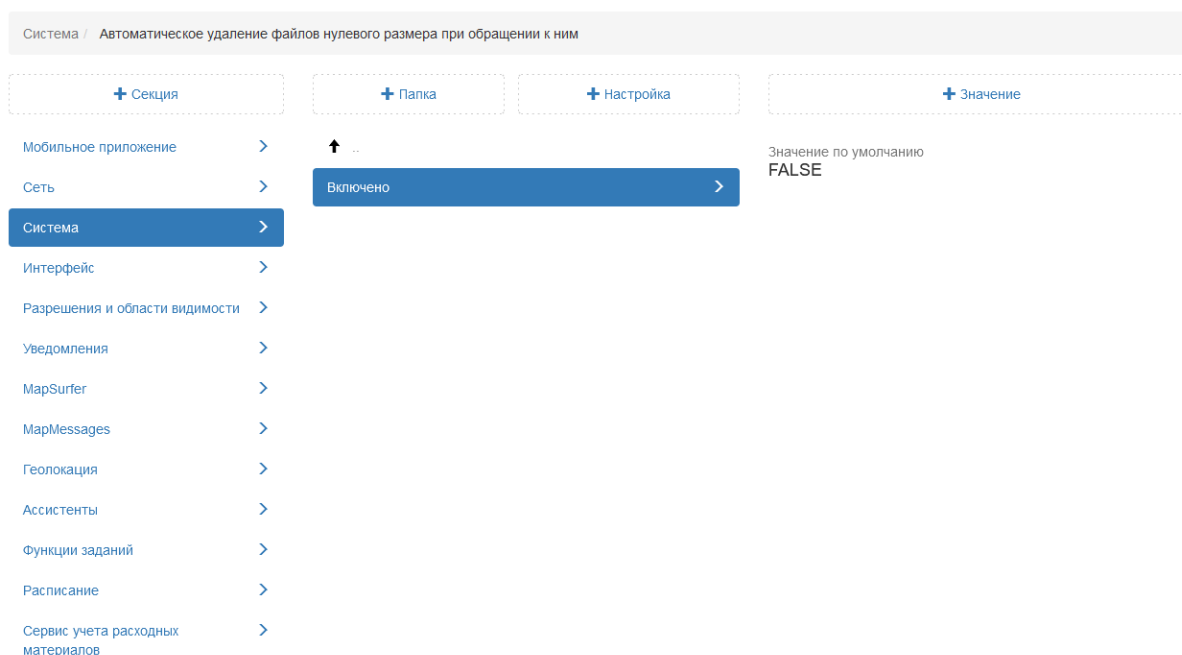 Система / Автоматическое удаление файлов нулевого размера при обращении к ним
+ Секция
+ Папка
+ Настройка
+ Значение
Мобильное приложение
Сеть
Система
Интерфейс
Разрешения и области видимости
Уведомления
MapSurfer
MapMessages
Геолокация
Ассистенты
Функции заданий
Расписание
Сервис учета расходных
материалов
..
Включено
Значение по умолчанию
FALSE